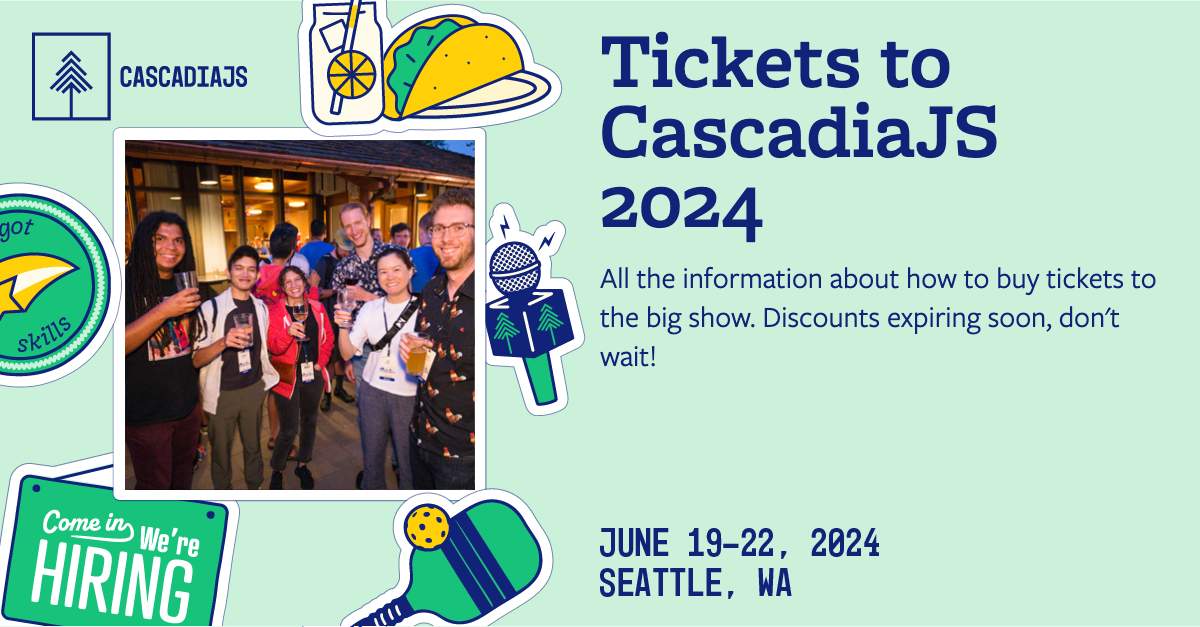 CASCADIAJS
Tickets to
CascadiaJS
2024
All the information about how to buy tickets to
the big show. Discounts expiring soon, don't
wait!
got
skills
Come in
We're
HIRING
JUNE 19–22, 2024
SEATTLE, WA